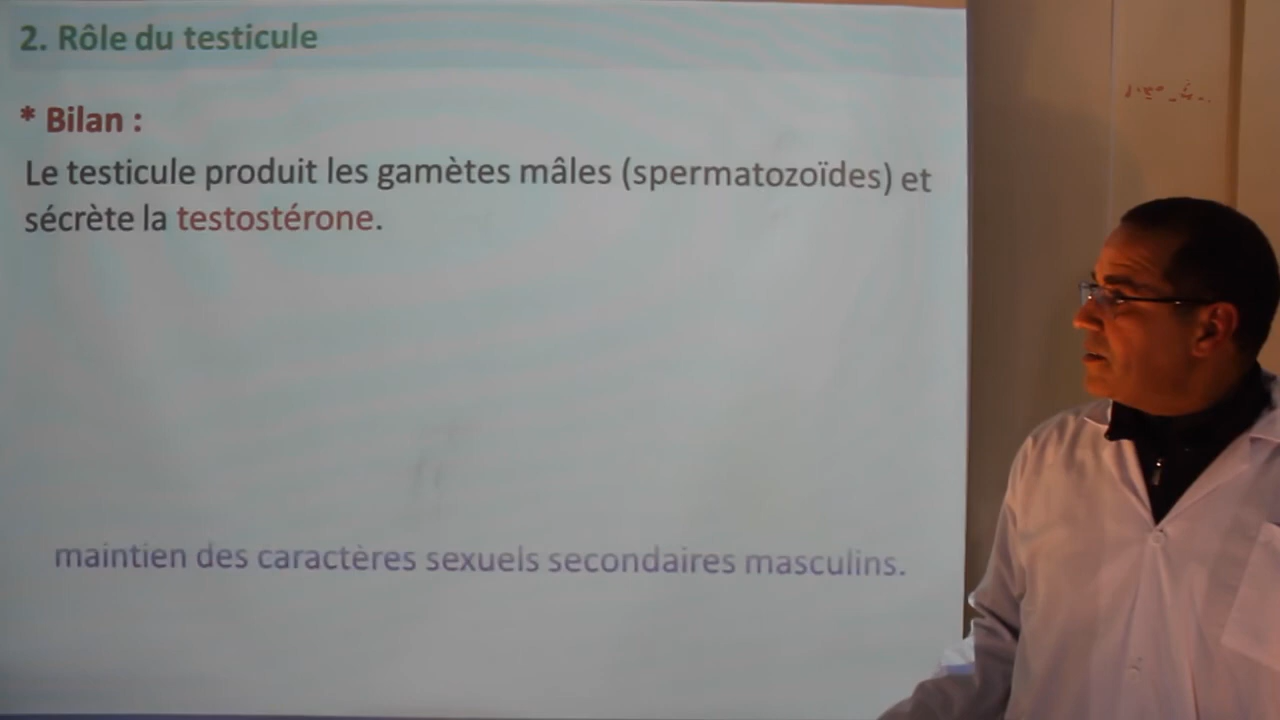 2. Rôle du testicule
* Bilan :
Le testicule produit les gamètes mâles (spermatozoïdes) et
sécrète la testostérone.
maintien des caractères sexuels secondaires masculins.